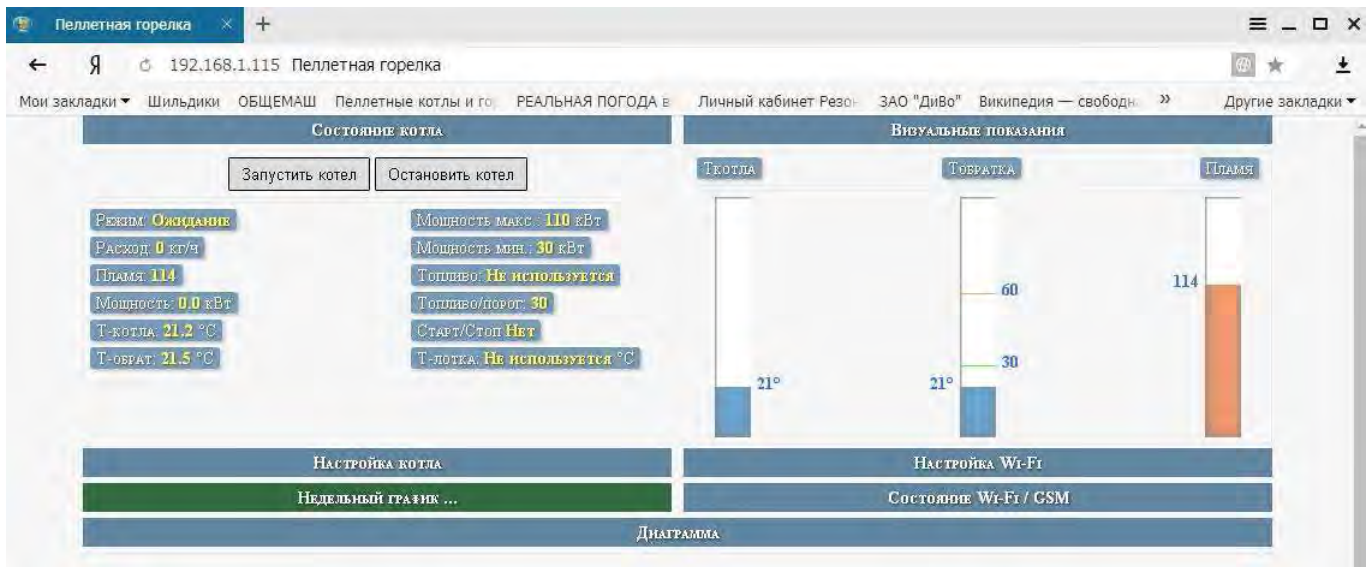 Пеллетная горелка
192.168.1.115 Пеллетная горелка
Мои закладки Шильдики ОБЩЕМАШ Пеллетные котлы и го РЕАЛЬНАЯ ПОГОДА в Личный кабинет Резо ЗАО "ДиВо" Википедия — свободн » Другие закладки
Состояние котла
Запустить котел Остановить котел
Режим: Ожидание
Расход: 0 кг/ч
Пламя: 114
Мощность: 0.0 кВт
Т-котла: 21.2 °C
Т-обрат: 21.5 °C
Мощность макс.: 110 кВт
Мощность мин.: 30 кВт
Топливо: Не используется
Топливо/порог: 30
Старт/Стоп Нет
Т-лотка: Не используется °C
Визуальные показания
Ткотла Тобратка Пламя
60
114
30
21° 21°
Настройка котла Настройка Wi-Fi
Недельный график ... Состояние Wi-Fi / GSM
Диаграмма